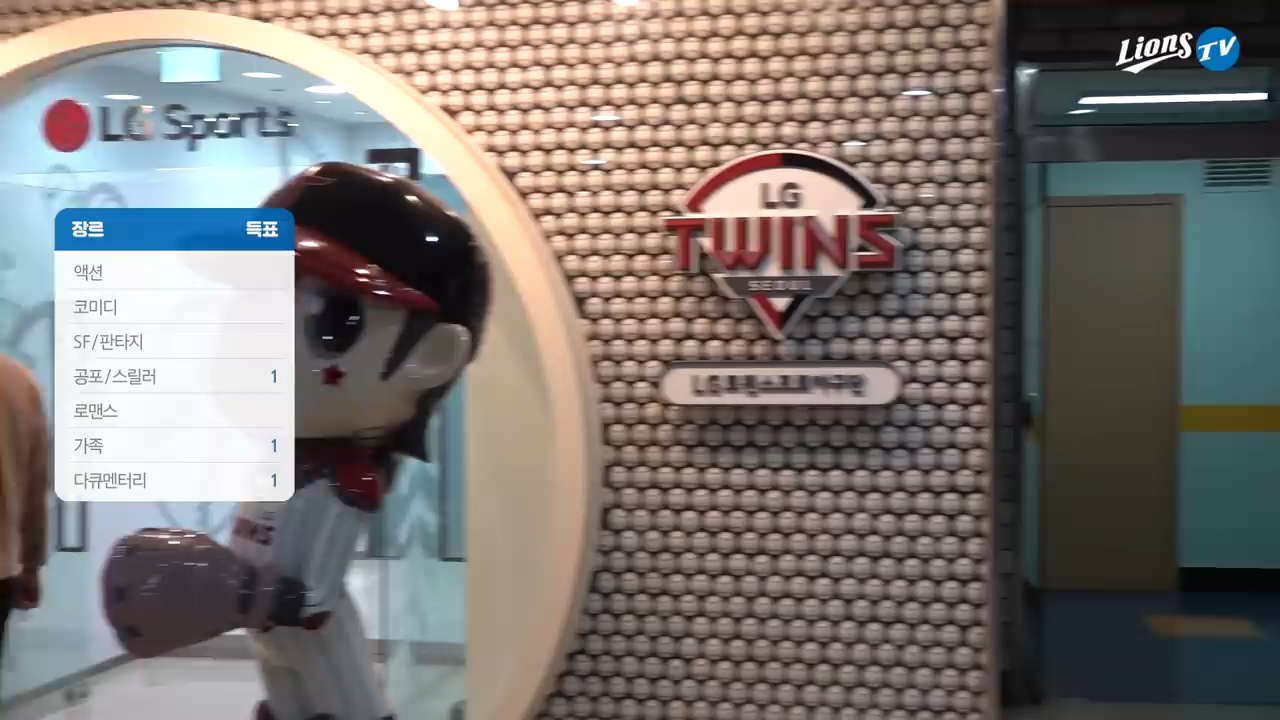 Lions TV
LG Sports
LG
TWINS
SEOUL
장르 득표
액션
코미디
SF/판타지
공포/스릴러 1
로맨스
가족 1
다큐멘터리 1